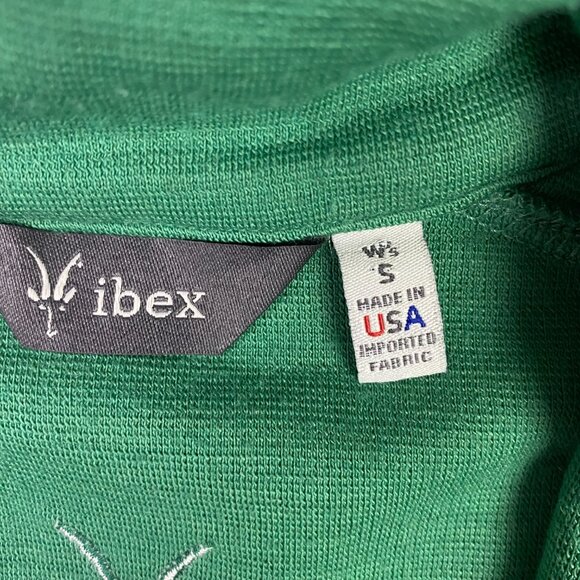 ibex
W's
S
MADE IN
USA
IMPORTED
FABRIC